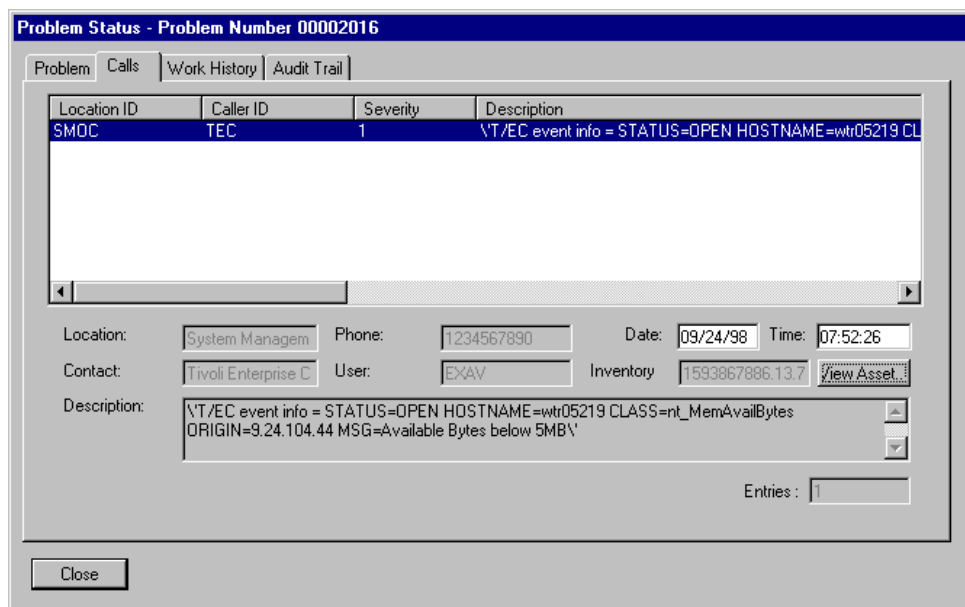 Problem Status - Problem Number 00002016
Problem Calls Work History Audit Trail
Location ID Caller ID Severity Description
SMOC TEC 1 \'T/EC event info = STATUS=OPEN HOSTNAME=wtr05219 CL
Location: System Managem Phone: 1234567890 Date: 09/24/98 Time: 07:52:26
Contact: Tivoli Enterprise C User: EXAV Inventory 1593867886.13.7 View Asset..
Description: \'T/EC event info = STATUS=OPEN HOSTNAME=wtr05219 CLASS=nt_MemAvailBytes
ORIGIN=9.24.104.44 MSG=Available Bytes below 5MB\'
Entries : 1
Close